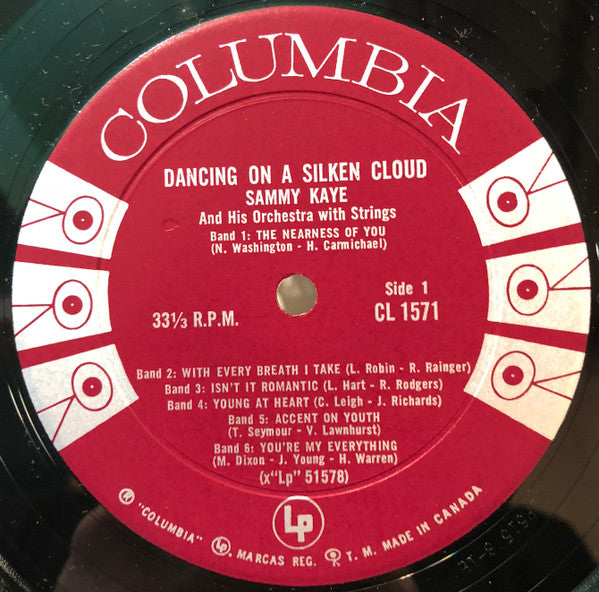 COLUMBIA
DANCING ON A SILKEN CLOUD
SAMMY KAYE
And His Orchestra with Strings
Band 1: THE NEARNESS OF YOU
(N. Washington - H. Carmichael)
33⅓ R.P.M.
Side 1
CL 1571
Band 2: WITH EVERY BREATH I TAKE (L. Robin - R. Rainger)
Band 3: ISN'T IT ROMANTIC (L. Hart - R. Rodgers)
Band 4: YOUNG AT HEART (C. Leigh - J. Richards)
Band 5: ACCENT ON YOUTH
(T. Seymour - V. Lawnhurst)
Band 6: YOU'RE MY EVERYTHING
(M. Dixon - J. Young - H. Warren)
(x"Lp" 51578)
Lp
® "COLUMBIA", Lp, MARCAS REG. T. M. MADE IN CANADA